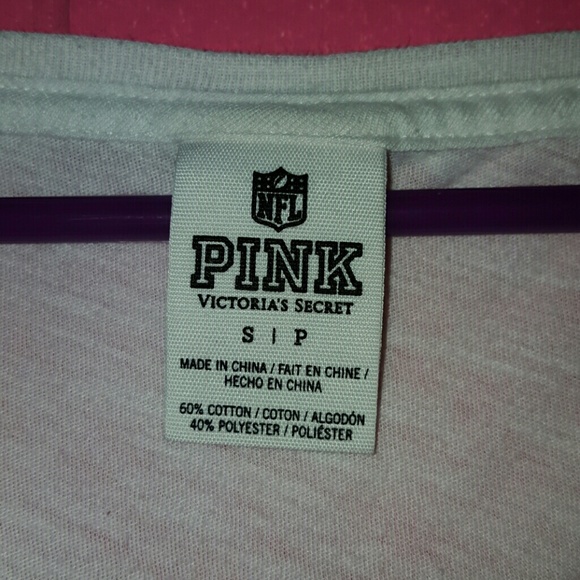 NFL
PINK
VICTORIA'S SECRET
S | P
MADE IN CHINA / FAIT EN CHINE /
HECHO EN CHINA
60% COTTON / COTON / ALGODÓN
40% POLYESTER / POLIÉSTER